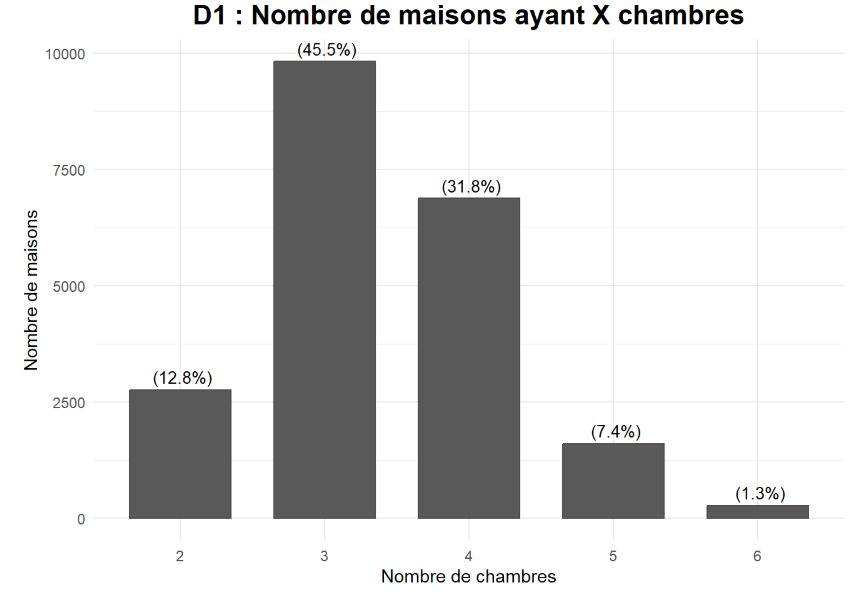 D1 : Nombre de maisons ayant X chambres
(45.5%)
10000
(31.8%)
7500
Nombre de maisons
5000
(12.8%)
2500
(7.4%)
(1.3%)
0
2 3 4 5 6
Nombre de chambres